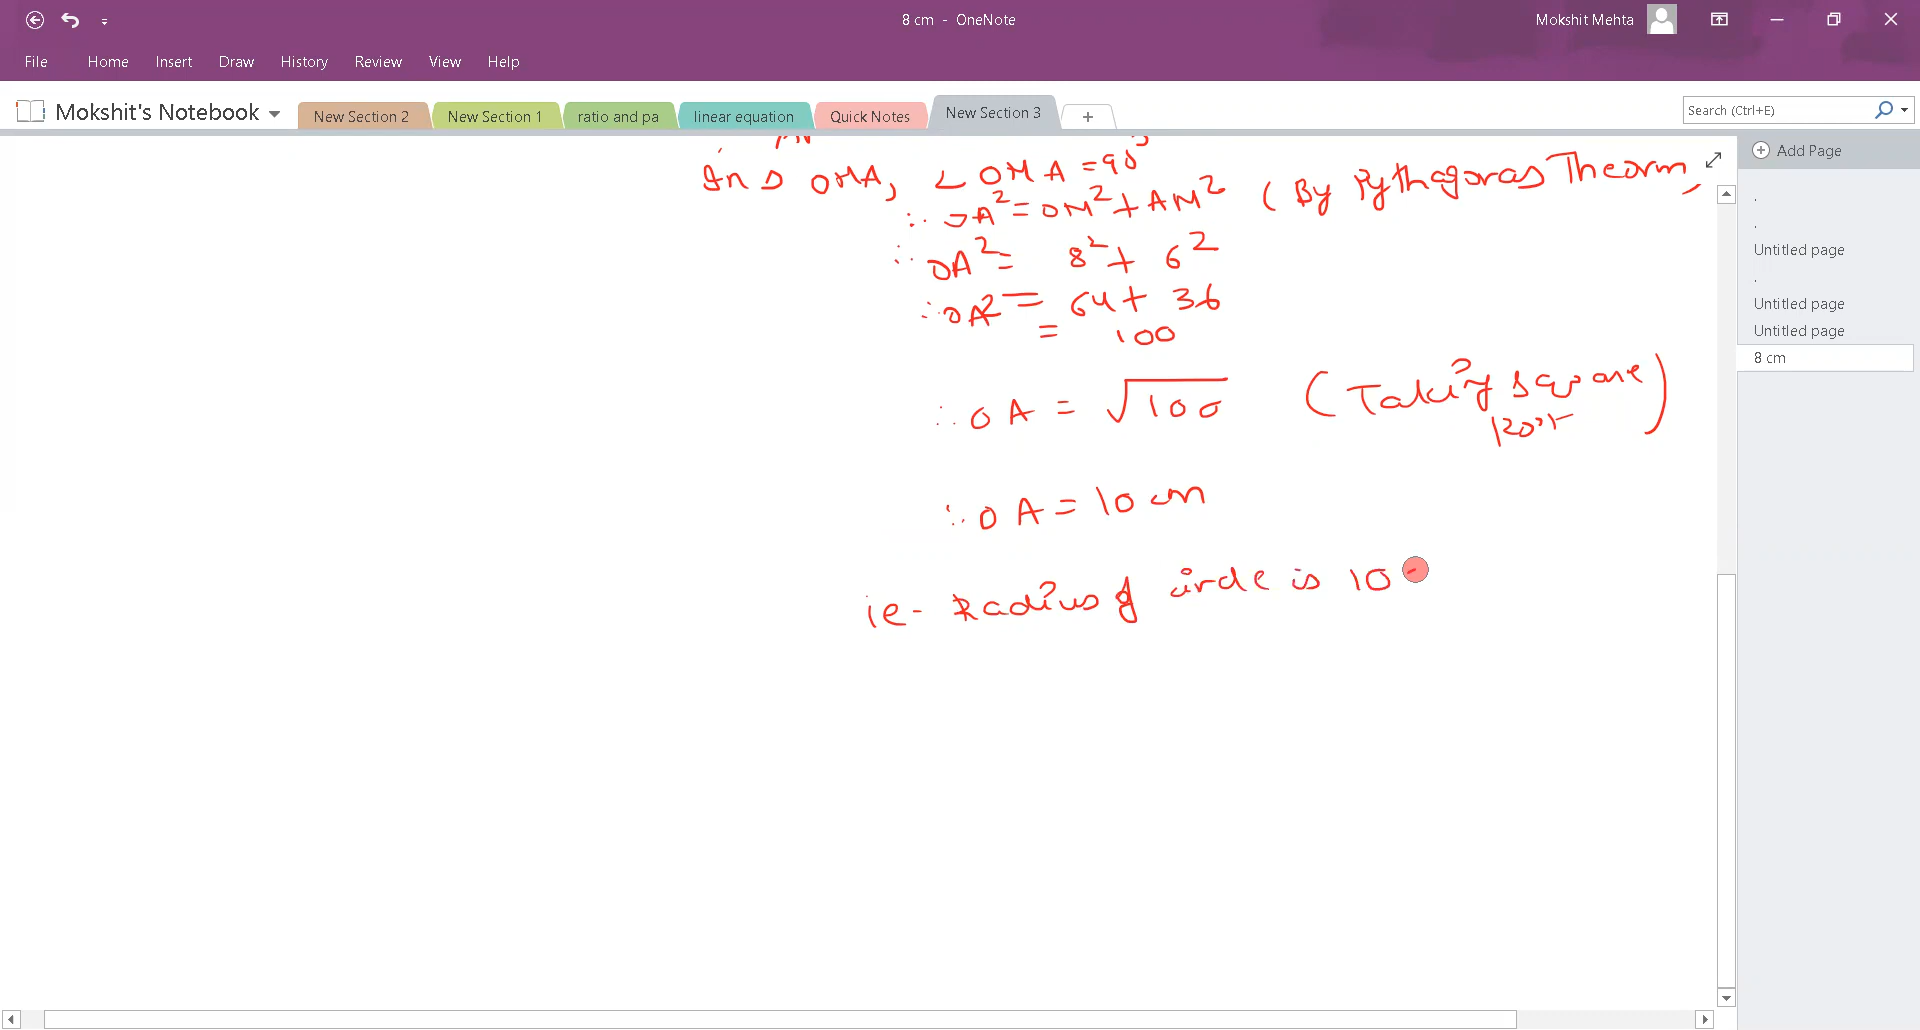 8 cm - OneNote
Mokshit Mehta
File Home Insert Draw History Review View Help
Mokshit's Notebook
New Section 2
New Section 1
ratio and pa
linear equation
Quick Notes
New Section 3
+
Search (Ctrl+E)
Add Page
.
.
Untitled page
.
Untitled page
Untitled page
8 cm
In Δ OMA, ∠ OMA = 90°
∴ OA² = OM² + AM² (By Pythagoras Theorm,
∴ OA² = 8² + 6²
∴ OA² = 64 + 36
= 100
∴ OA = √100 (Taking square
root)
∴ OA = 10 cm
ie- Radius of circle is 10